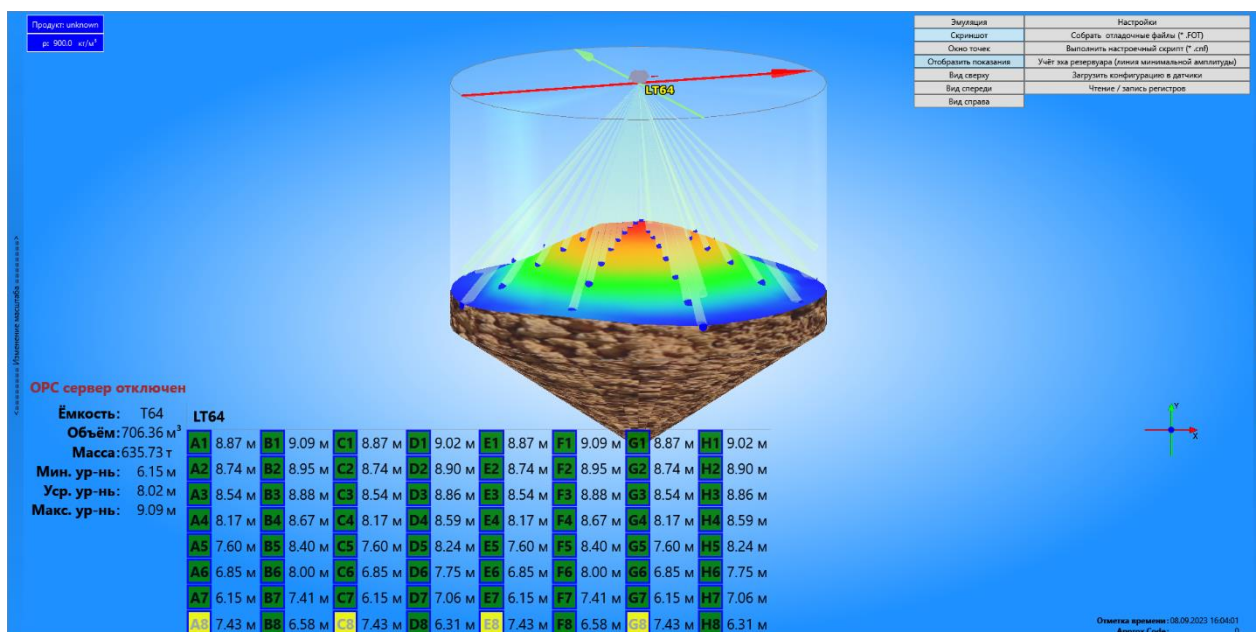 Продукт: unknown
ρ: 900.0 кг/м³
Эмуляция
Скриншот
Окно точек
Отобразить показания
Вид сверху
Вид спереди
Вид справа
Настройки
Собрать отладочные файлы (*.FOT)
Выполнить настроечный скрипт (*.cnf)
Учёт эха резервуара (линия минимальной амплитуды)
Загрузить конфигурацию в датчики
Чтение / запись регистров
LT64
<======== Изменение масштаба ========>
OPC сервер отключен
Ёмкость: T64
Объём: 706.36 м³
Масса: 635.73 т
Мин. ур-нь: 6.15 м
Уср. ур-нь: 8.02 м
Макс. ур-нь: 9.09 м
LT64
A1 8.87 м B1 9.09 м C1 8.87 м D1 9.02 м E1 8.87 м F1 9.09 м G1 8.87 м H1 9.02 м
A2 8.74 м B2 8.95 м C2 8.74 м D2 8.90 м E2 8.74 м F2 8.95 м G2 8.74 м H2 8.90 м
A3 8.54 м B3 8.88 м C3 8.54 м D3 8.86 м E3 8.54 м F3 8.88 м G3 8.54 м H3 8.86 м
A4 8.17 м B4 8.67 м C4 8.17 м D4 8.59 м E4 8.17 м F4 8.67 м G4 8.17 м H4 8.59 м
A5 7.60 м B5 8.40 м C5 7.60 м D5 8.24 м E5 7.60 м F5 8.40 м G5 7.60 м H5 8.24 м
A6 6.85 м B6 8.00 м C6 6.85 м D6 7.75 м E6 6.85 м F6 8.00 м G6 6.85 м H6 7.75 м
A7 6.15 м B7 7.41 м C7 6.15 м D7 7.06 м E7 6.15 м F7 7.41 м G7 6.15 м H7 7.06 м
A8 7.43 м B8 6.58 м C8 7.43 м D8 6.31 м E8 7.43 м F8 6.58 м G8 7.43 м H8 6.31 м
Y
X
Отметка времени: 08.09.2023 16:04:01
Approx Code: 0